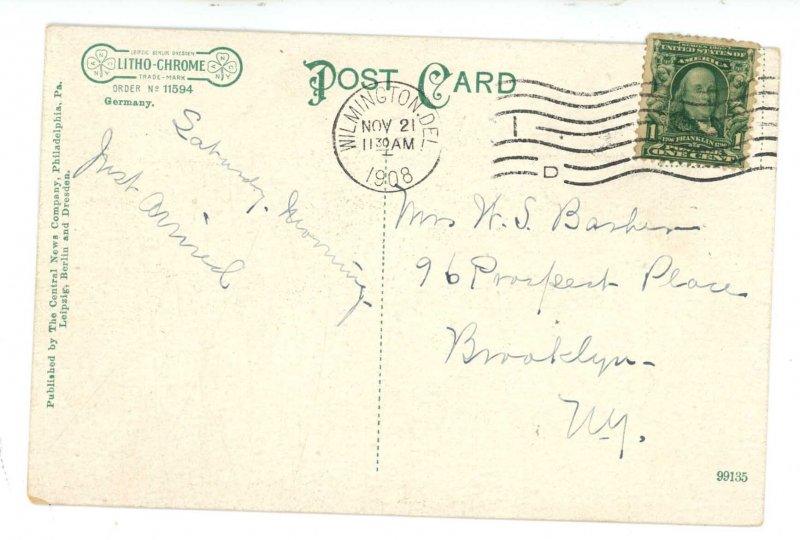 LEIPZIG BERLIN DRESDEN
LITHO-CHROME
TRADE-MARK
ORDER Nº 11594
Germany.
POST CARD
WILMINGTON, DEL.
NOV 21
11 30 AM
1908
D
UNITED STATES OF
AMERICA
1 FRANKLIN 1
ONE CENT
Published by The Central News Company, Philadelphia, Pa.
Leipzig, Berlin and Dresden.
Saturday Morning
Just Arrived
Mrs W. S.
96 Prospect Place
Brooklyn
N.Y.
99135